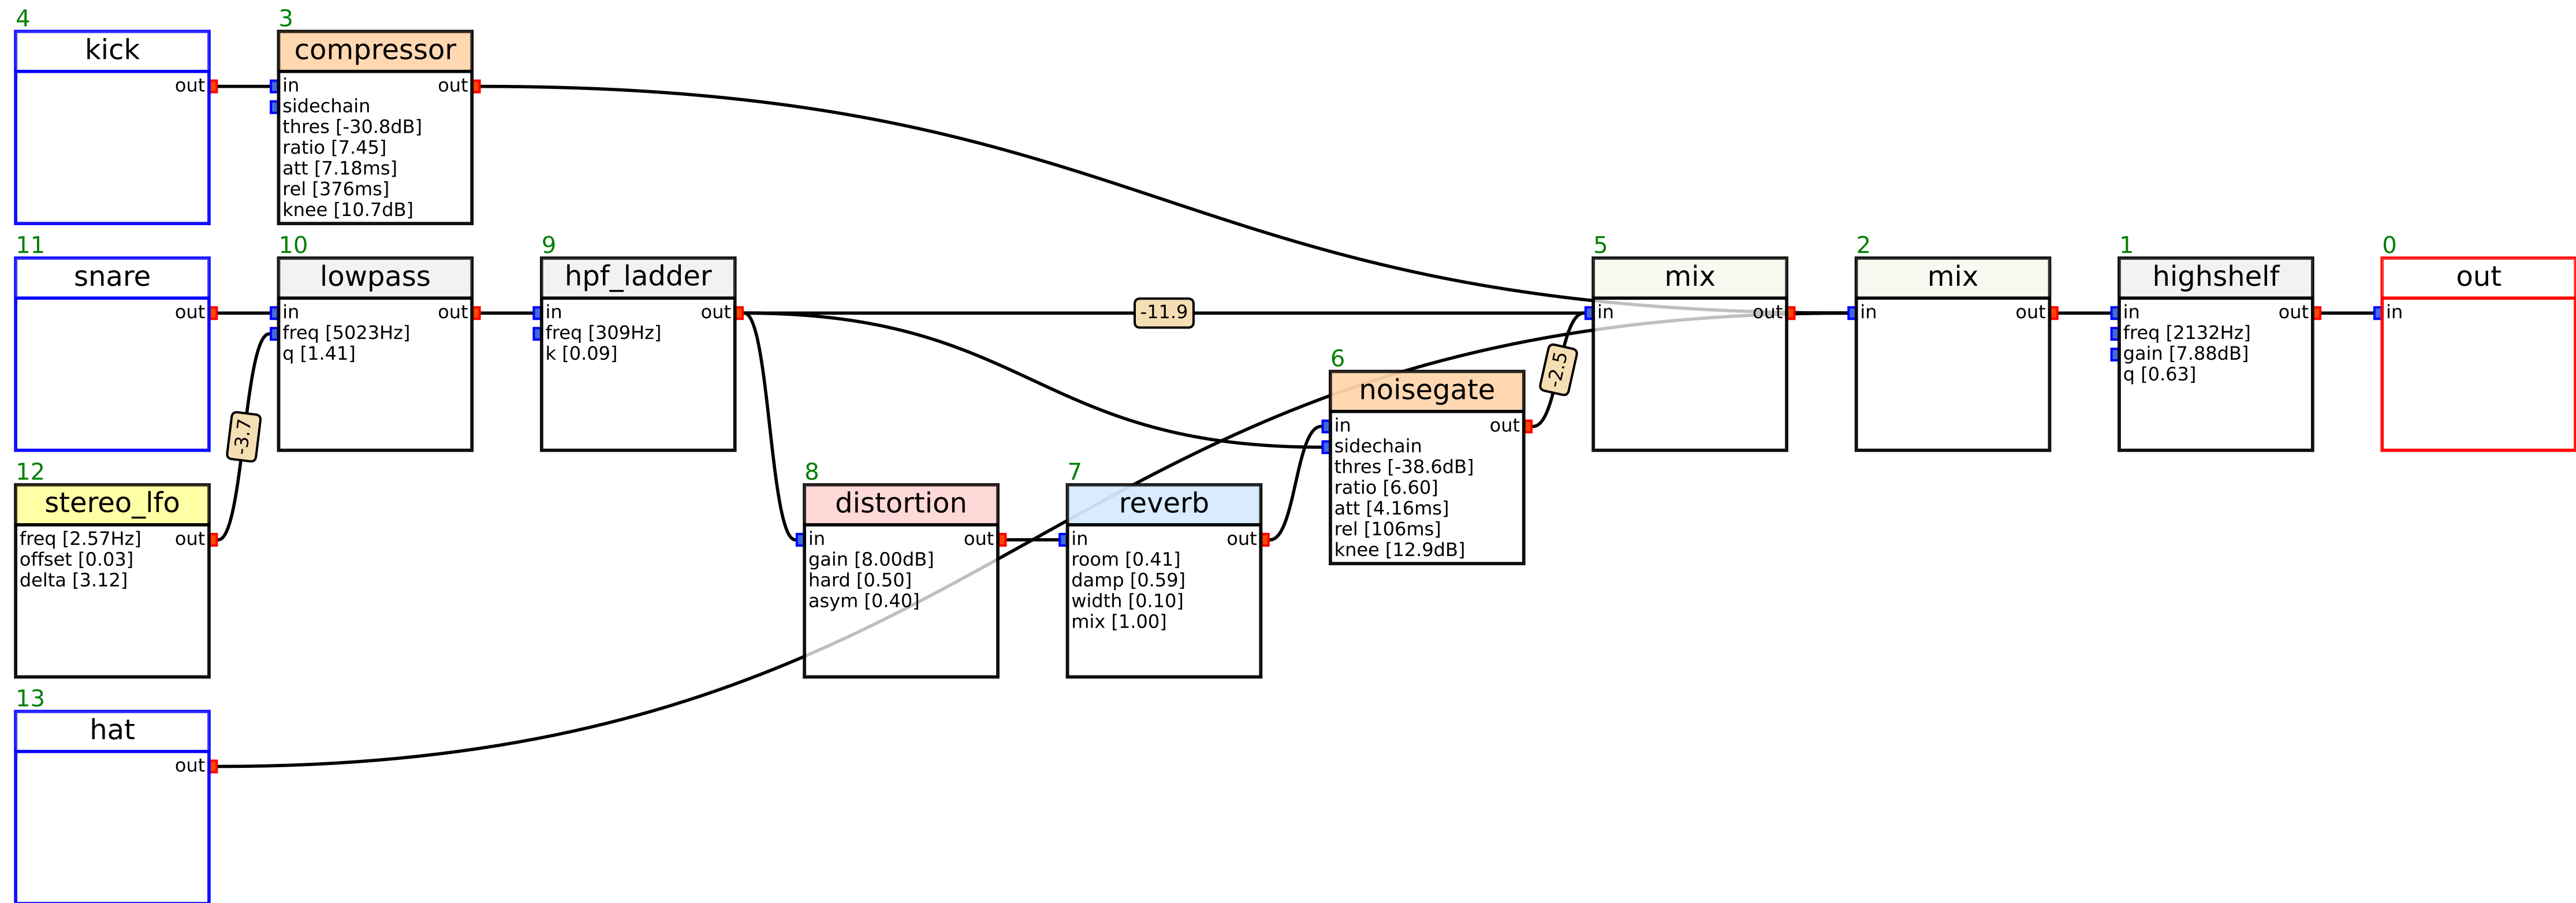 4
kick
out
3
compressor
in out
sidechain
thres [-30.8dB]
ratio [7.45]
att [7.18ms]
rel [376ms]
knee [10.7dB]
11
snare
out
10
lowpass
in out
freq [5023Hz]
q [1.41]
9
hpf_ladder
in out
freq [309Hz]
k [0.09]
-11.9
5
mix
in out
2
mix
in out
1
highshelf
in out
freq [2132Hz]
gain [7.88dB]
q [0.63]
0
out
in
-3.7
-2.5
6
noisegate
in out
sidechain
thres [-38.6dB]
ratio [6.60]
att [4.16ms]
rel [106ms]
knee [12.9dB]
12
stereo_lfo
freq [2.57Hz] out
offset [0.03]
delta [3.12]
8
distortion
in out
gain [8.00dB]
hard [0.50]
asym [0.40]
7
reverb
in out
room [0.41]
damp [0.59]
width [0.10]
mix [1.00]
13
hat
out